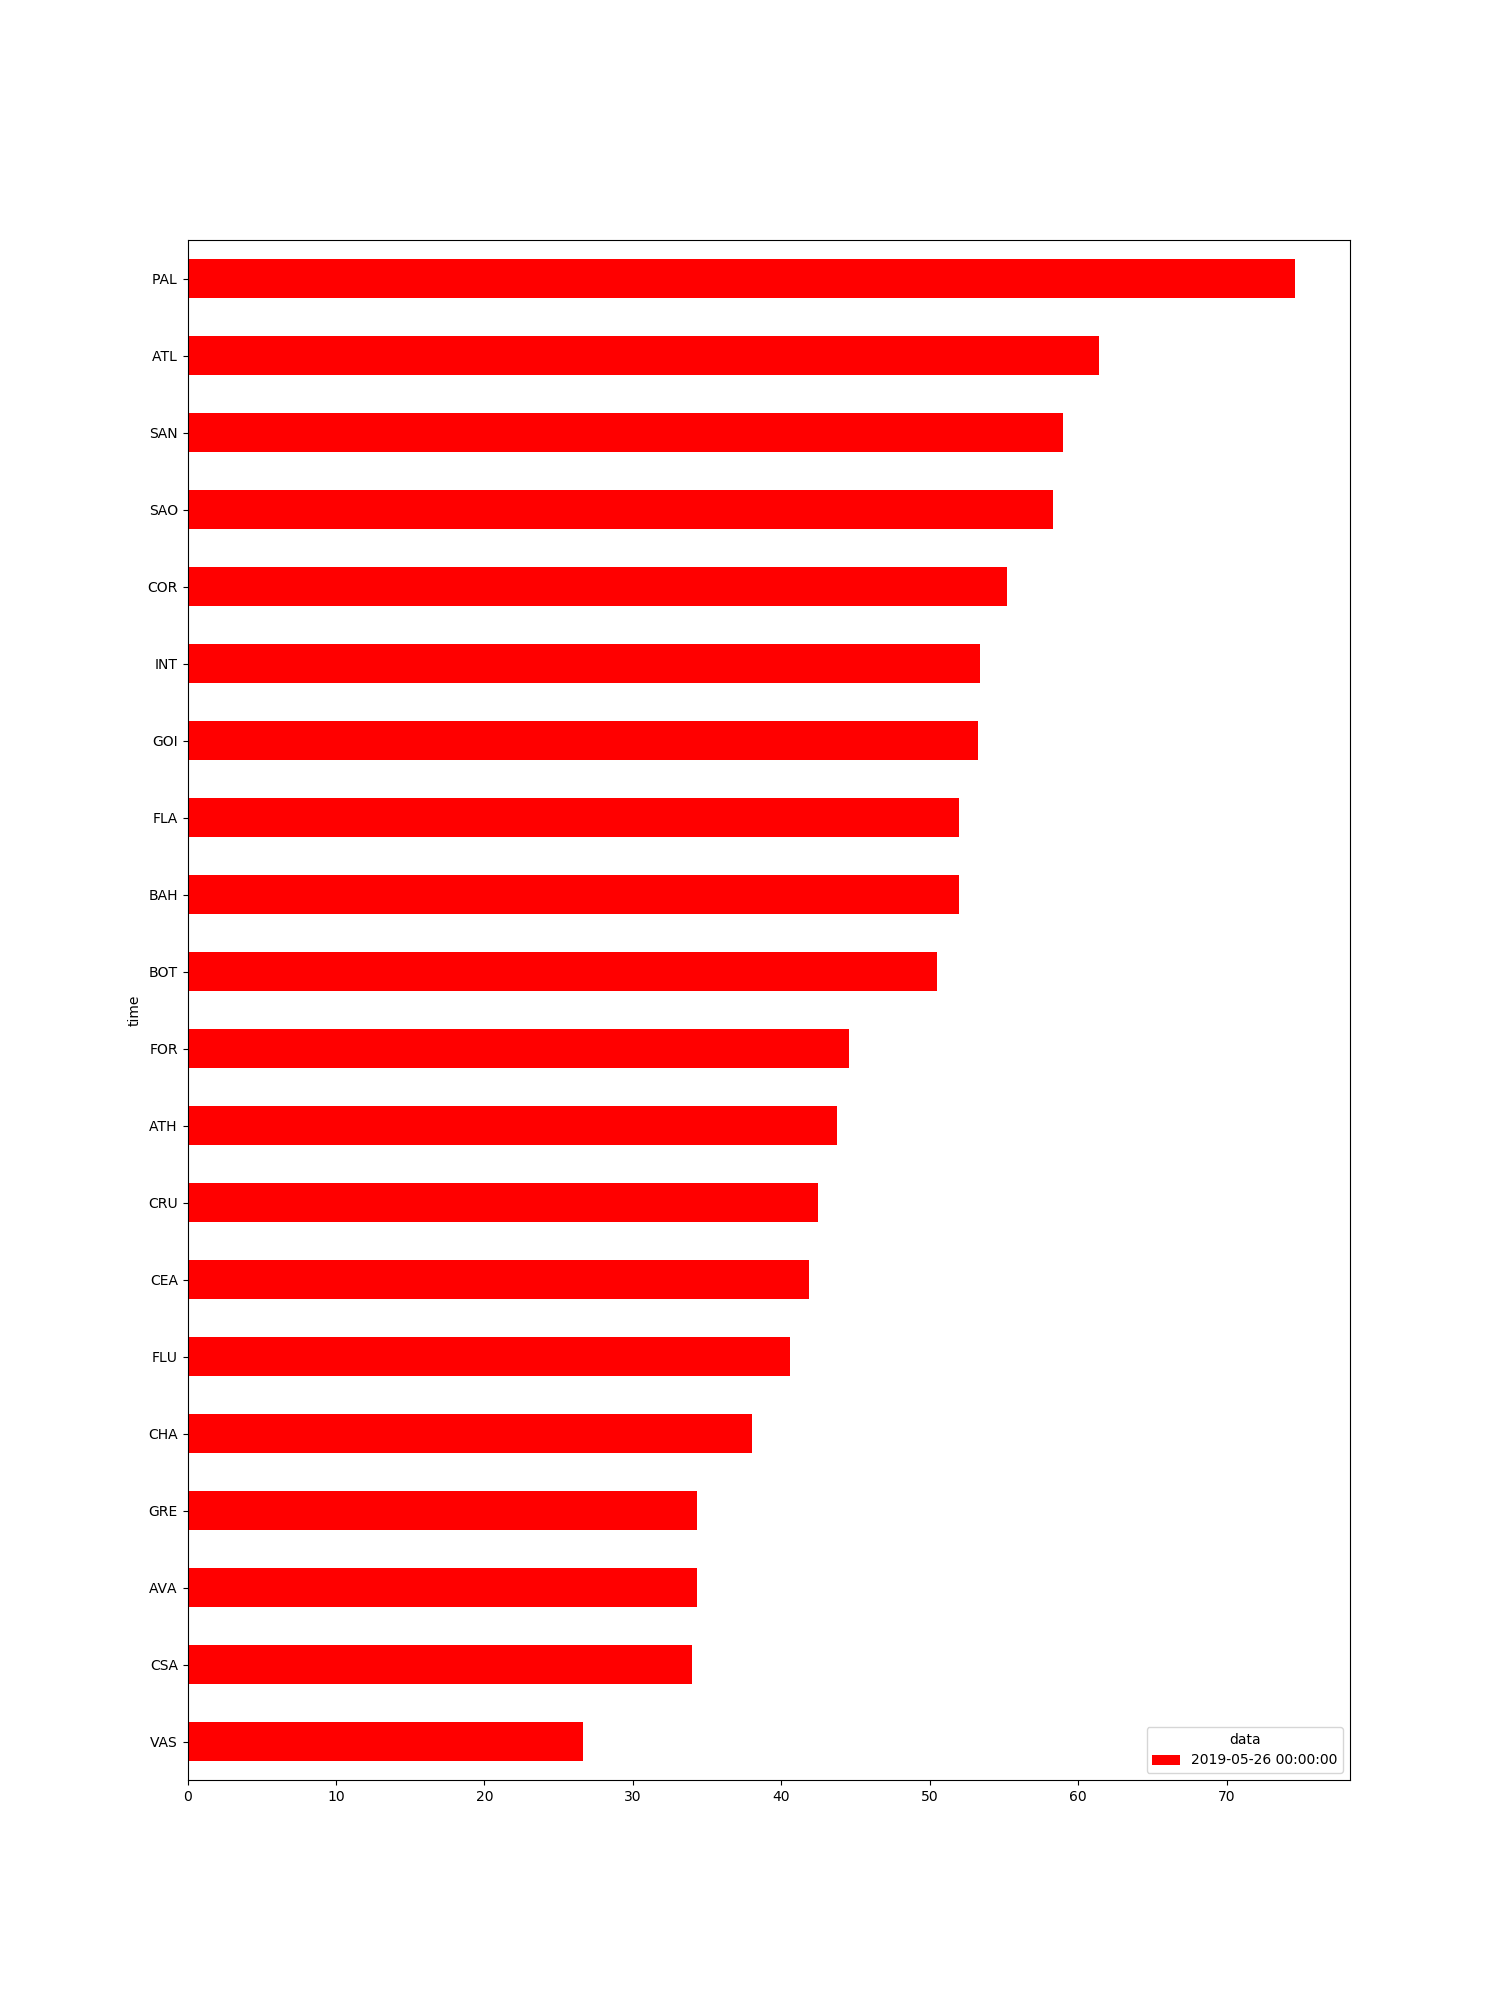 PAL
ATL
SAN
SAO
COR
INT
GOI
FLA
BAH
BOT
time
FOR
ATH
CRU
CEA
FLU
CHA
GRE
AVA
CSA
VAS
data
2019-05-26 00:00:00
0 10 20 30 40 50 60 70